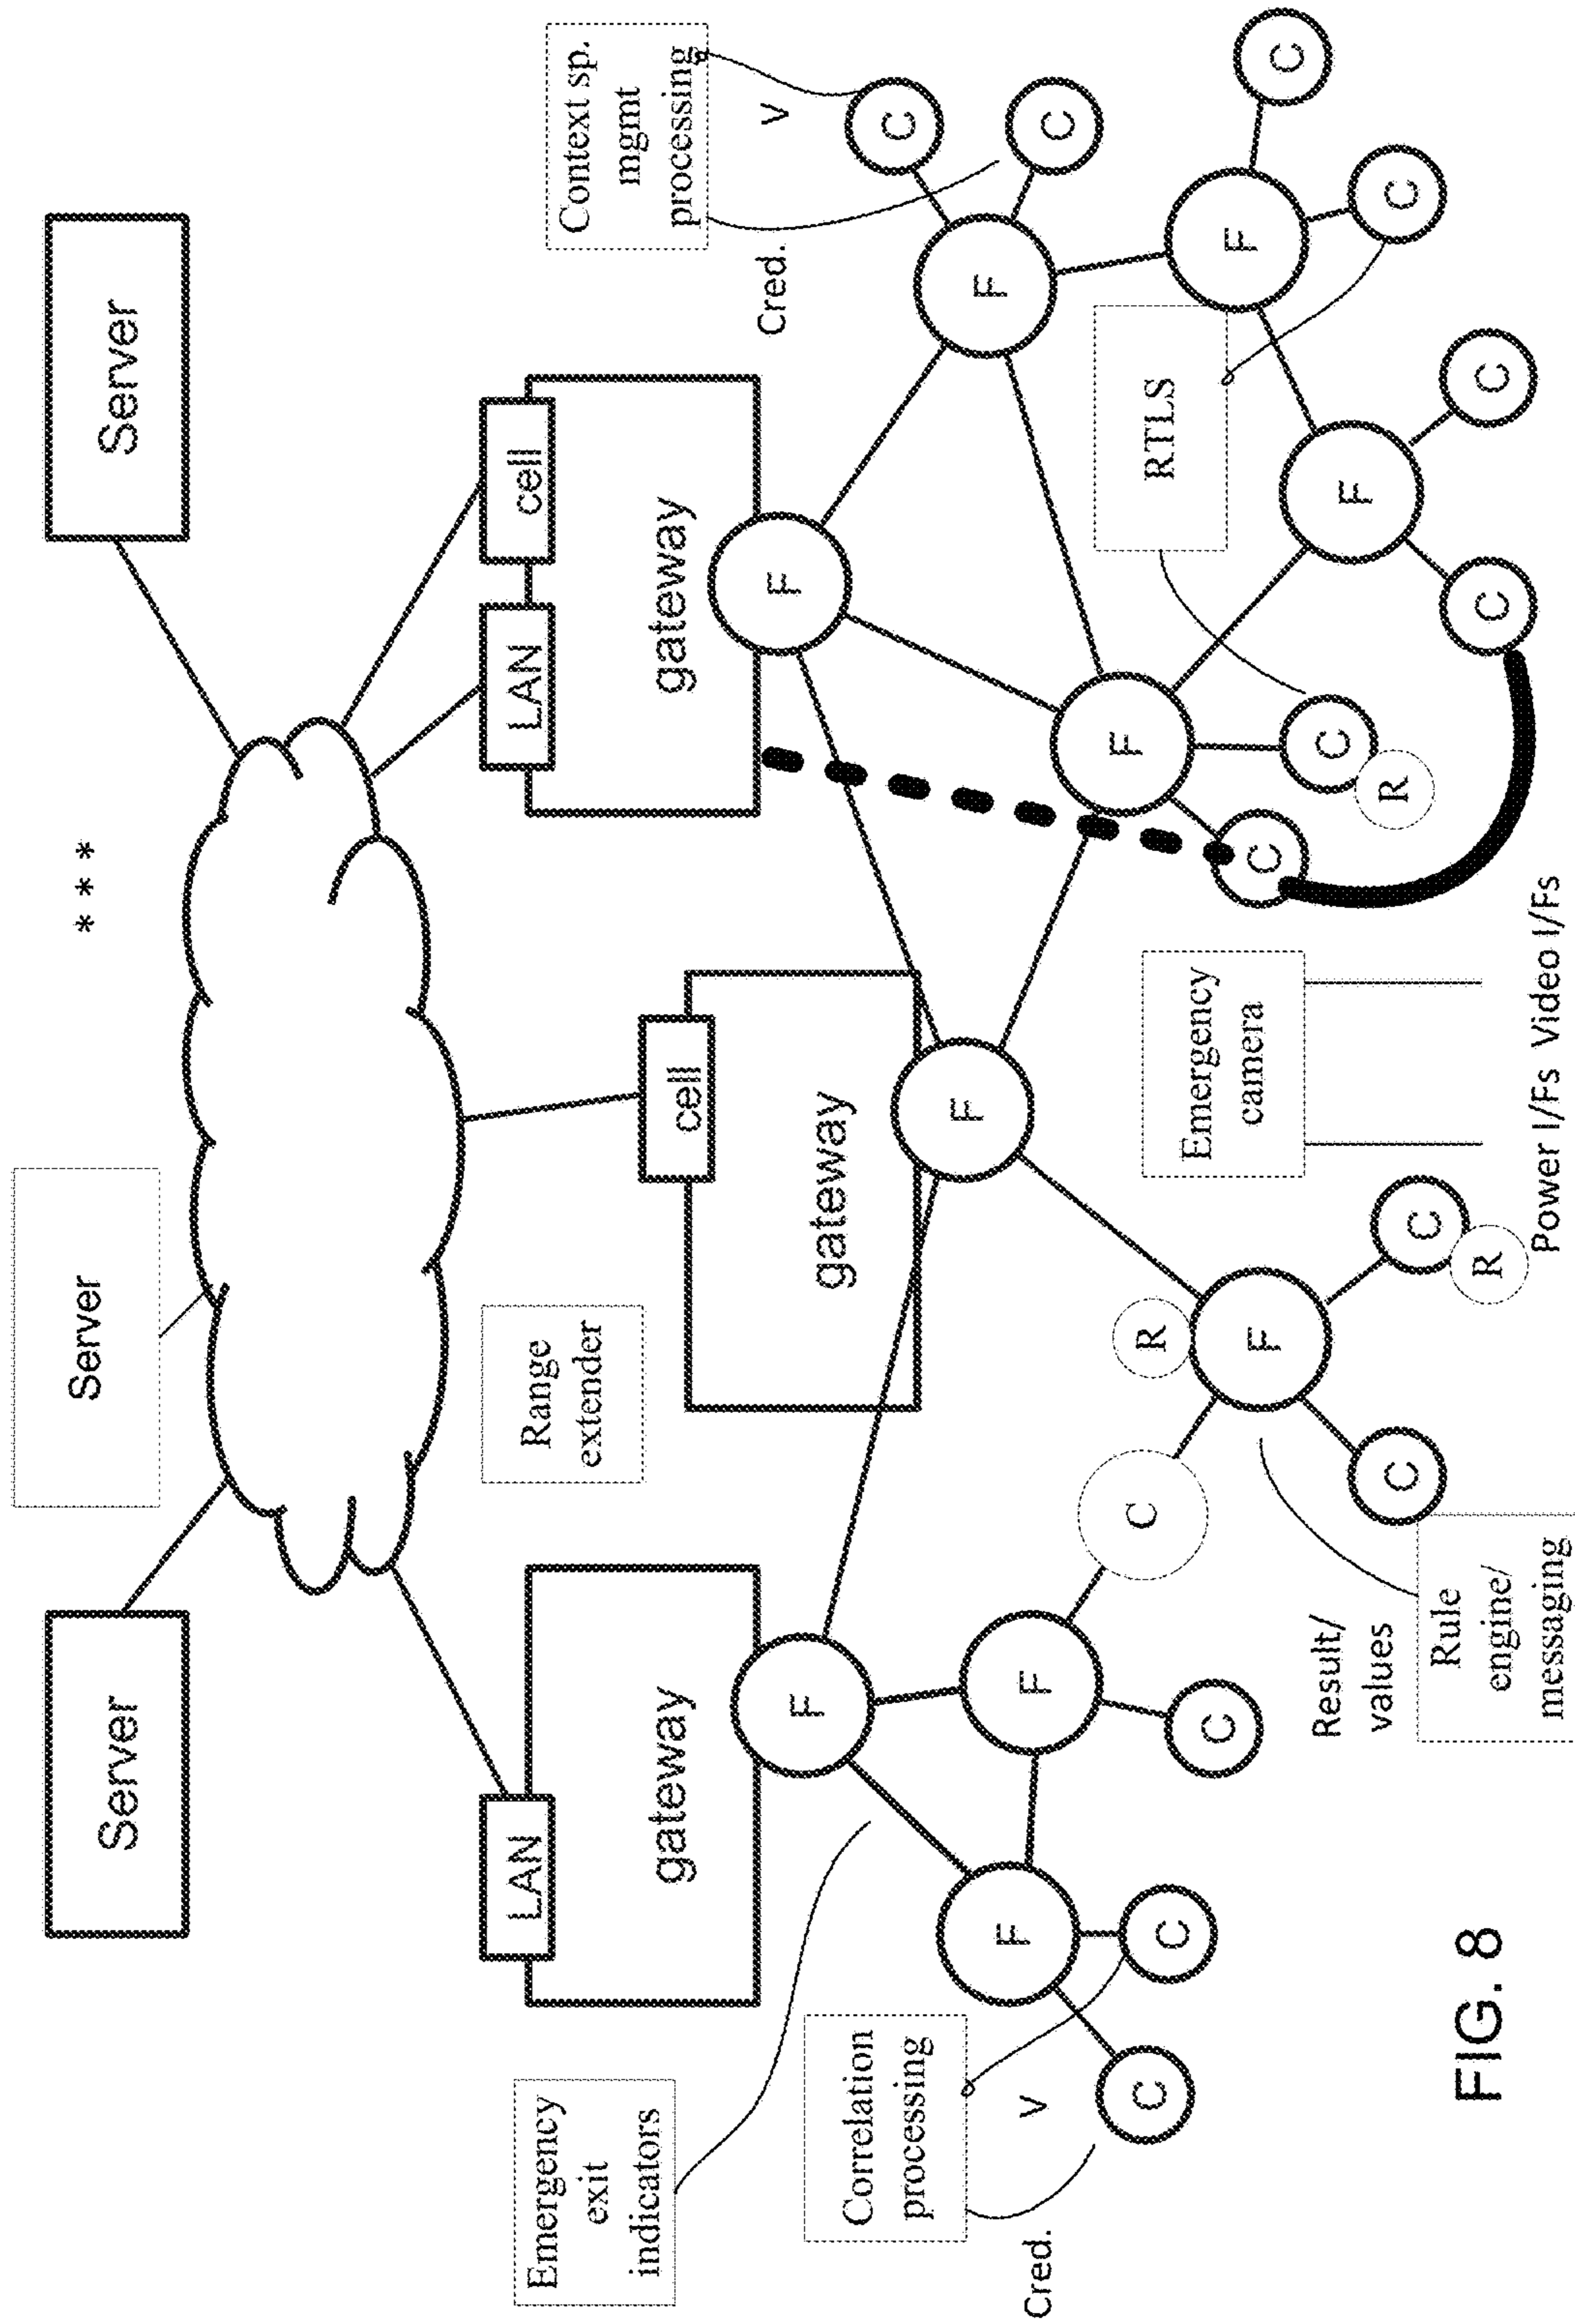 Server
Server
Server
* * *
LAN
cell
LAN
cell
gateway
gateway
gateway
Range
extender
Emergency
exit
indicators
Context sp.
mgmt
processing
V
Cred.
F
F
F
F
F
F
F
F
F
F
C
C
C
C
C
C
C
C
C
C
C
C
C
C
R
R
R
RTLS
Correlation
processing
V
Cred.
Emergency
camera
Power I/Fs Video I/Fs
Result/
values
Rule
engine/
messaging
FIG. 8